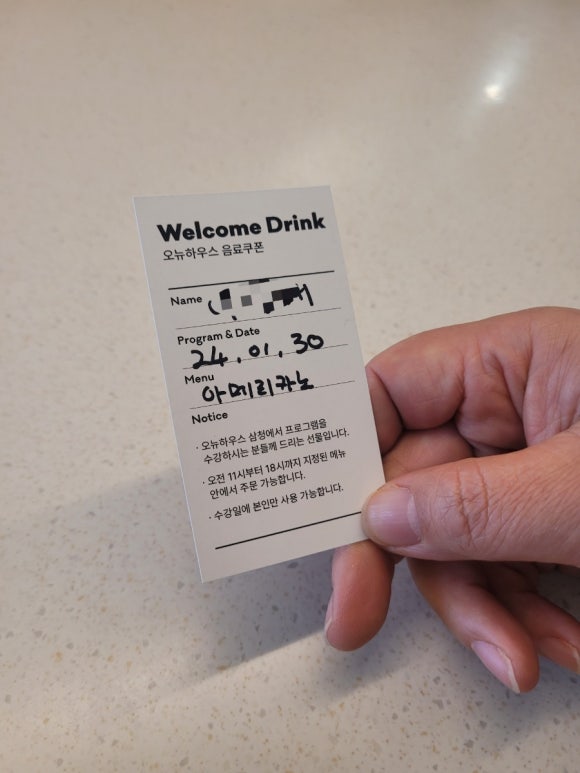 Welcome Drink
오뉴하우스 음료쿠폰
Name
Program & Date
24.01.30
Menu
아메리카노
Notice
· 오뉴하우스 삼청에서 프로그램을
수강하시는 분들께 드리는 선물입니다.
· 오전 11시부터 18시까지 지정된 메뉴
안에서 주문 가능합니다.
· 수강일에 본인만 사용 가능합니다.